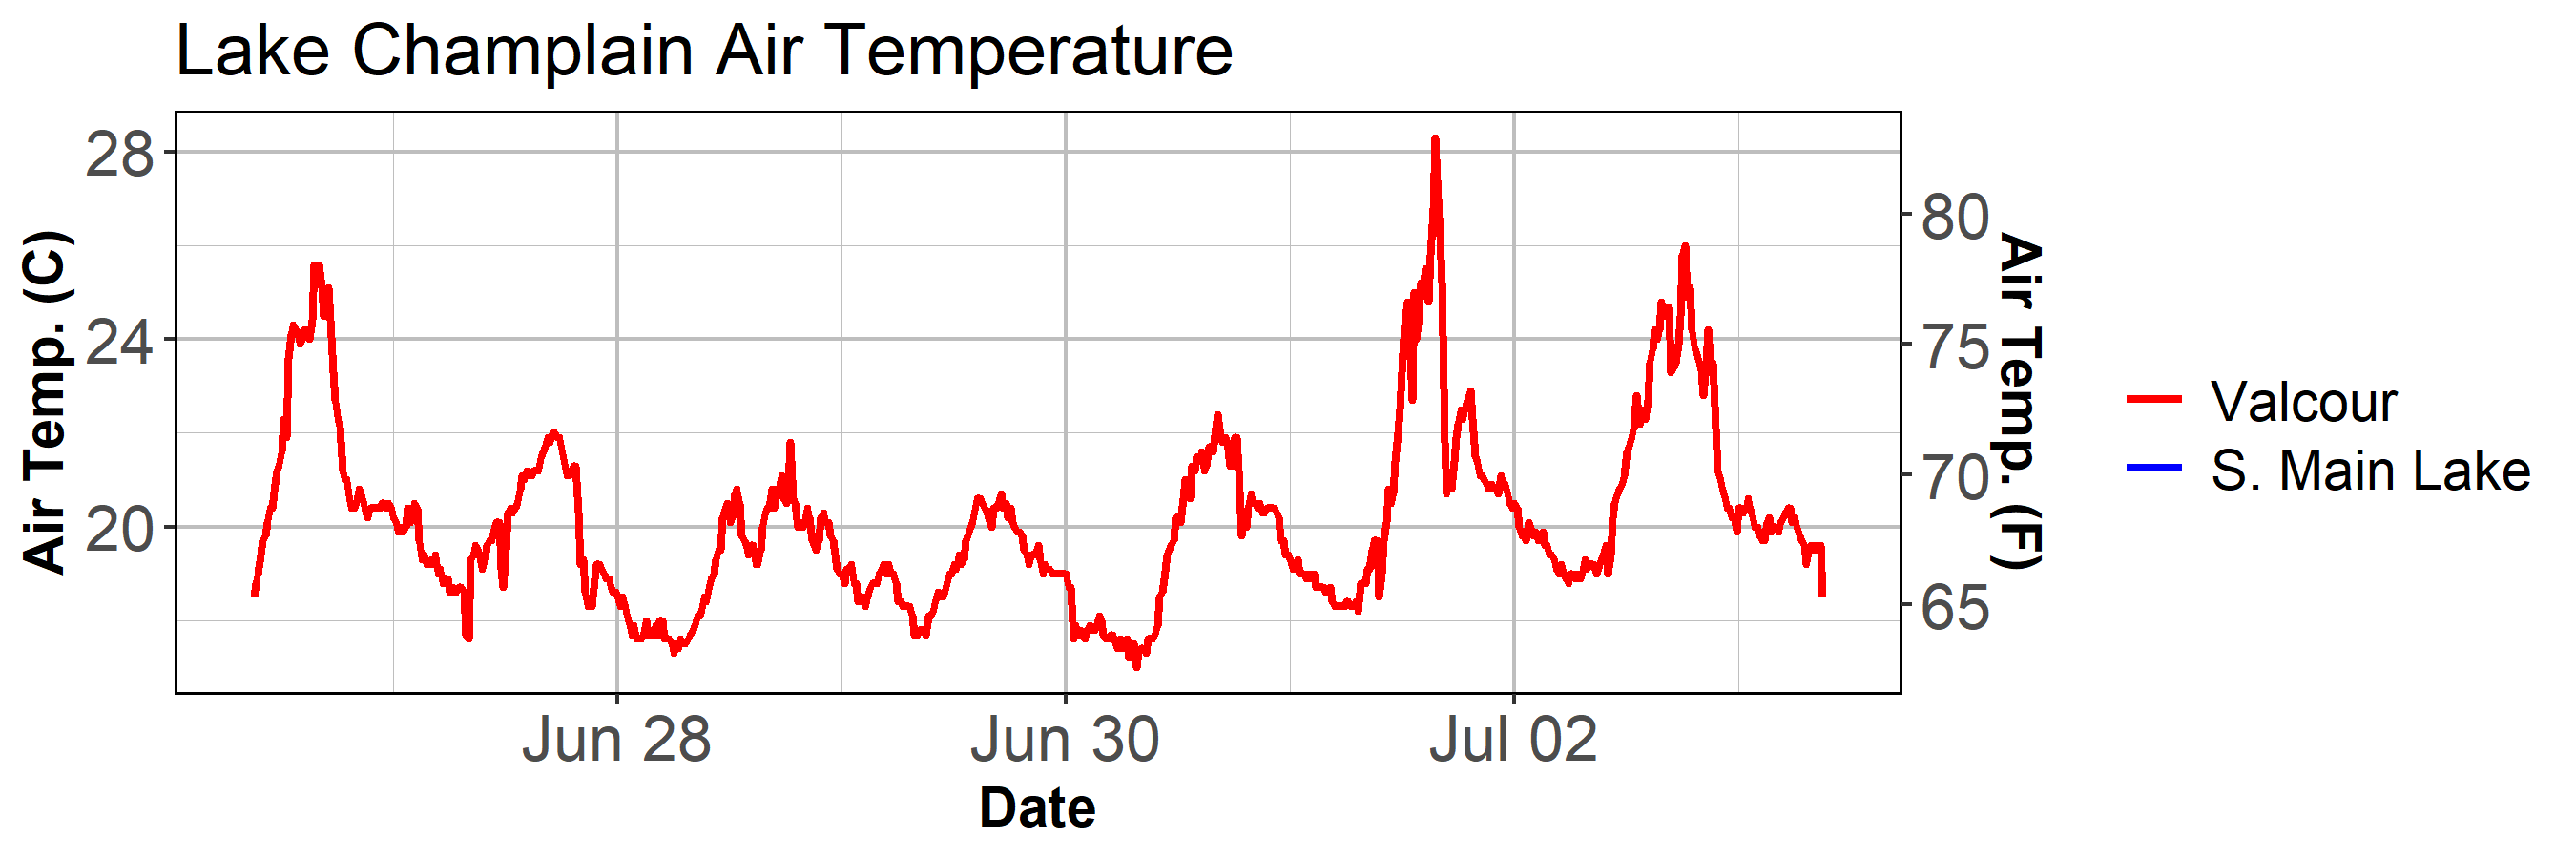 Lake Champlain Air Temperature
28
24
20
Air Temp. (C)
80
75
70
65
Air Temp. (F)
Jun 28
Jun 30
Jul 02
Date
Valcour
S. Main Lake